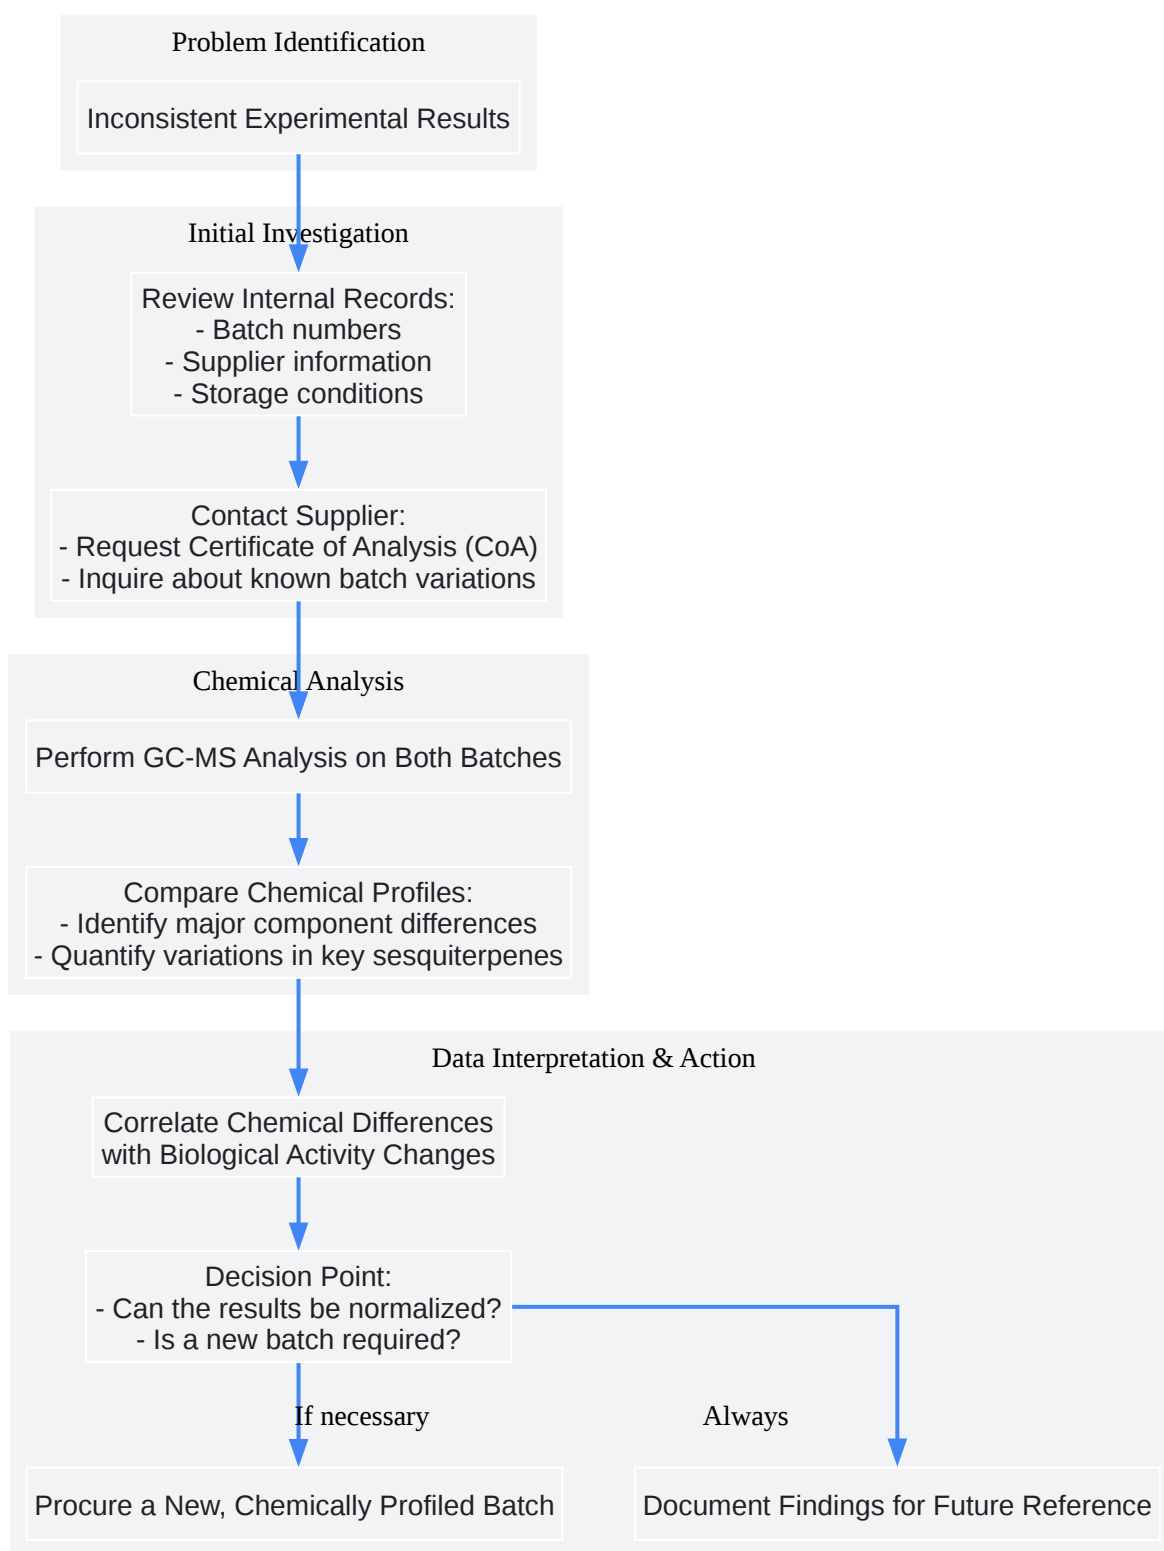 Problem Identification
Inconsistent Experimental Results
Initial Investigation
Review Internal Records:
- Batch numbers
- Supplier information
- Storage conditions
Contact Supplier:
- Request Certificate of Analysis (CoA)
- Inquire about known batch variations
Chemical Analysis
Perform GC-MS Analysis on Both Batches
Compare Chemical Profiles:
- Identify major component differences
- Quantify variations in key sesquiterpenes
Data Interpretation & Action
Correlate Chemical Differences
with Biological Activity Changes
Decision Point:
- Can the results be normalized?
- Is a new batch required?
If necessary
Always
Procure a New, Chemically Profiled Batch
Document Findings for Future Reference